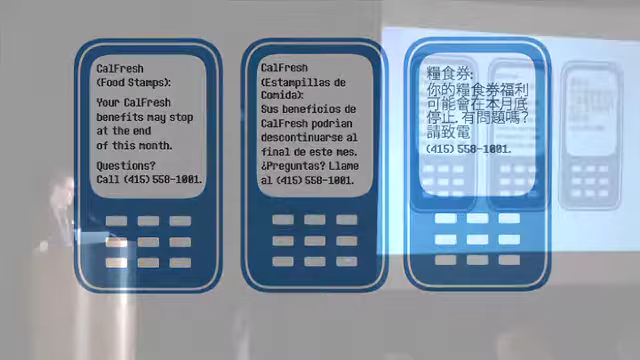 CalFresh
(Food Stamps):
Your CalFresh
benefits may stop
at the end
of this month.
Questions?
Call (415) 558-1001.
CalFresh
(Estampillas de
Comida):
Sus beneficios de
CalFresh podrian
descontinuarse al
final de este mes.
¿Preguntas? Llame
al (415) 558-1001.
糧食券:
你的糧食券福利
可能會在本月底
停止. 有問題嗎?
請致電
(415) 558-1001.